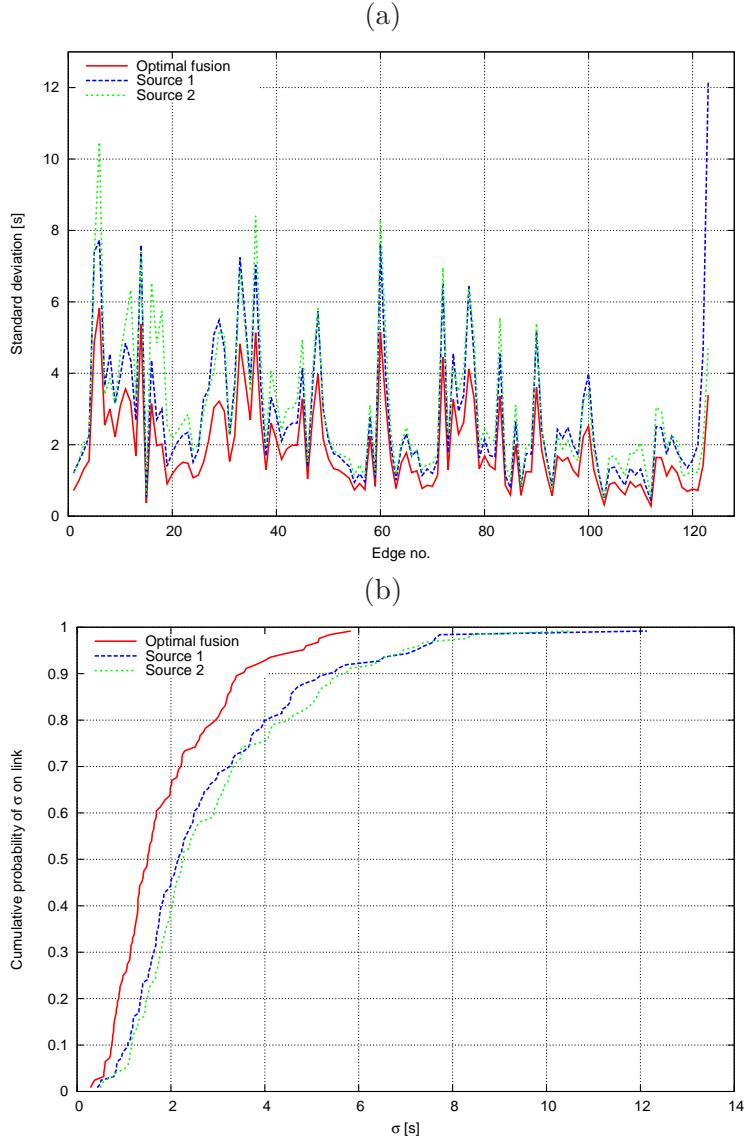 (a)
Optimal fusion
Source 1
Source 2
Standard deviation [s]
12
10
8
6
4
2
0
0 20 40 60 80 100 120
Edge no.
(b)
Optimal fusion
Source 1
Source 2
Cumulative probability of σ on link
1
0.9
0.8
0.7
0.6
0.5
0.4
0.3
0.2
0.1
0
0 2 4 6 8 10 12 14
σ [s]